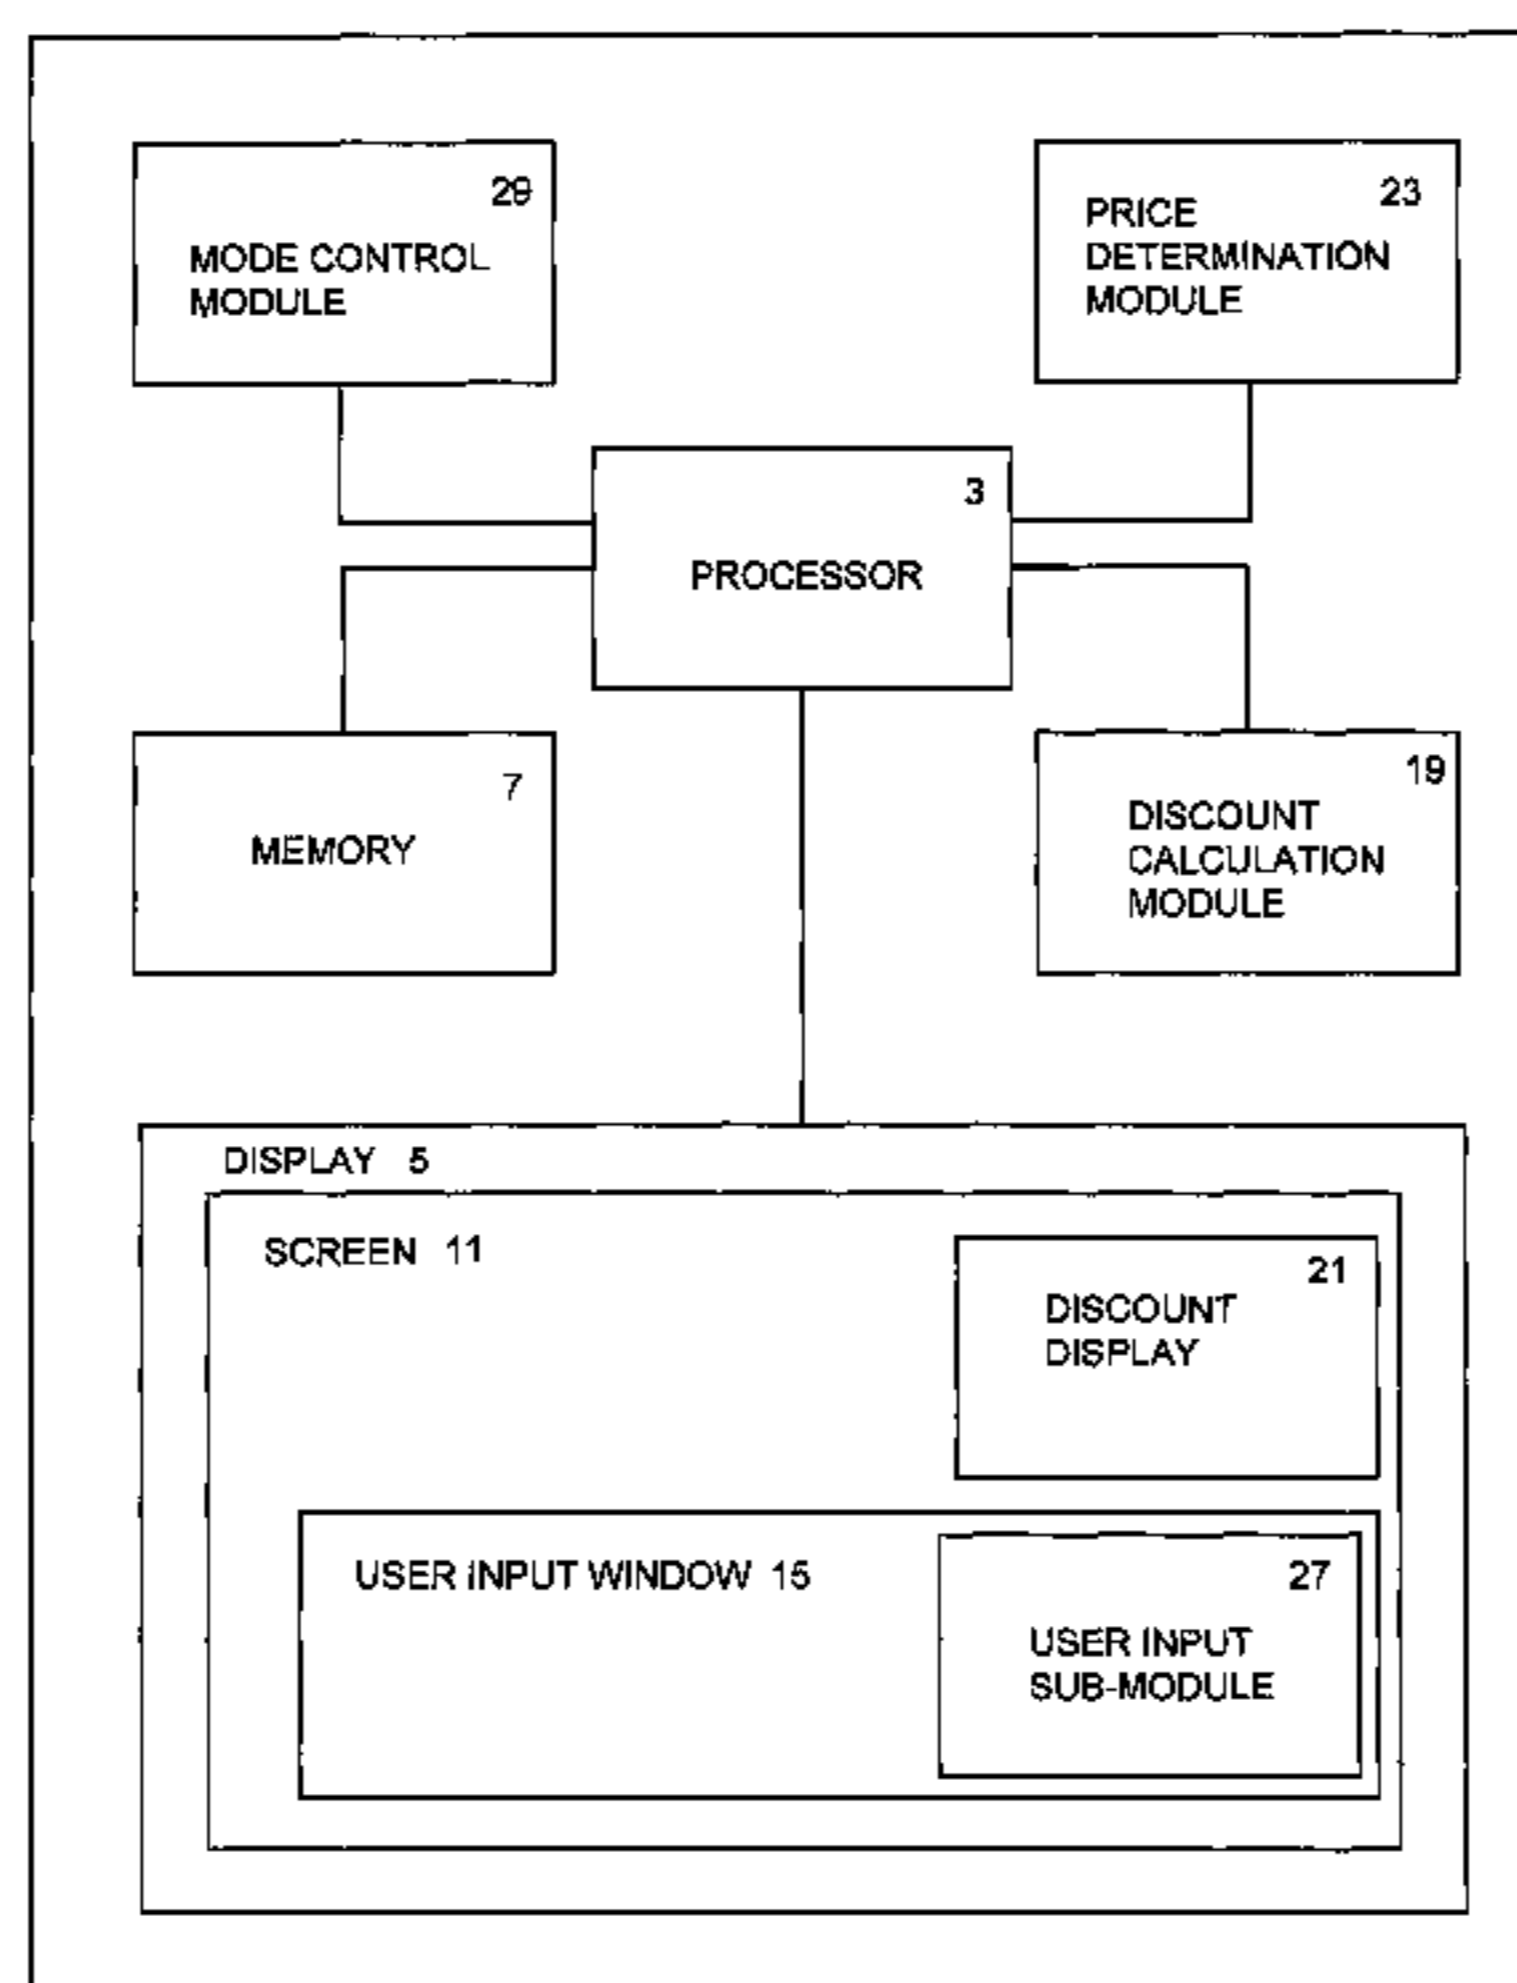 29
MODE CONTROL
MODULE
23
PRICE
DETERMINATION
MODULE
3
PROCESSOR
7
MEMORY
19
DISCOUNT
CALCULATION
MODULE
DISPLAY 5
SCREEN 11
21
DISCOUNT
DISPLAY
USER INPUT WINDOW 15
27
USER INPUT
SUB-MODULE